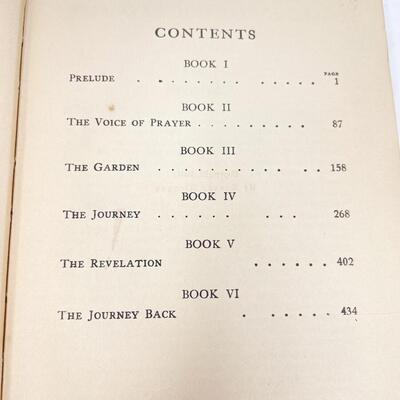 CONTENTS
BOOK I
PAGE
PRELUDE . . . . . . . . . . . . 1
BOOK II
THE VOICE OF PRAYER . . . . . . . . . 87
BOOK III
THE GARDEN . . . . . . . . . . . . 158
BOOK IV
THE JOURNEY . . . . . . . . . 268
BOOK V
THE REVELATION . . . . . . 402
BOOK VI
THE JOURNEY BACK . . . . . . 434